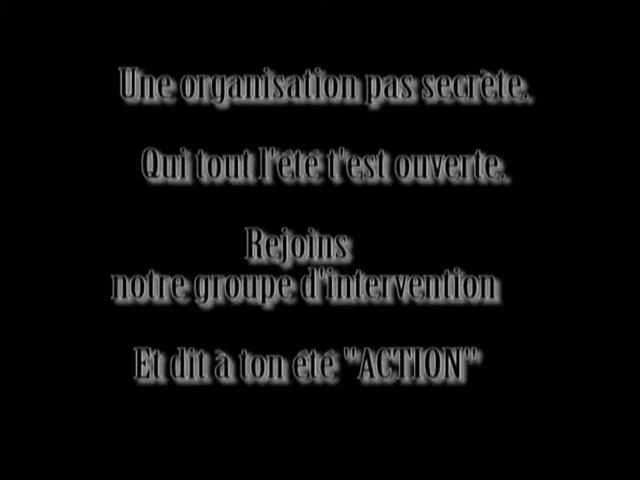 Une organisation pas secrète.
Qui tout l'été t'est ouverte.
Rejoins
notre groupe d'intervention
Et dit à ton été "ACTION"